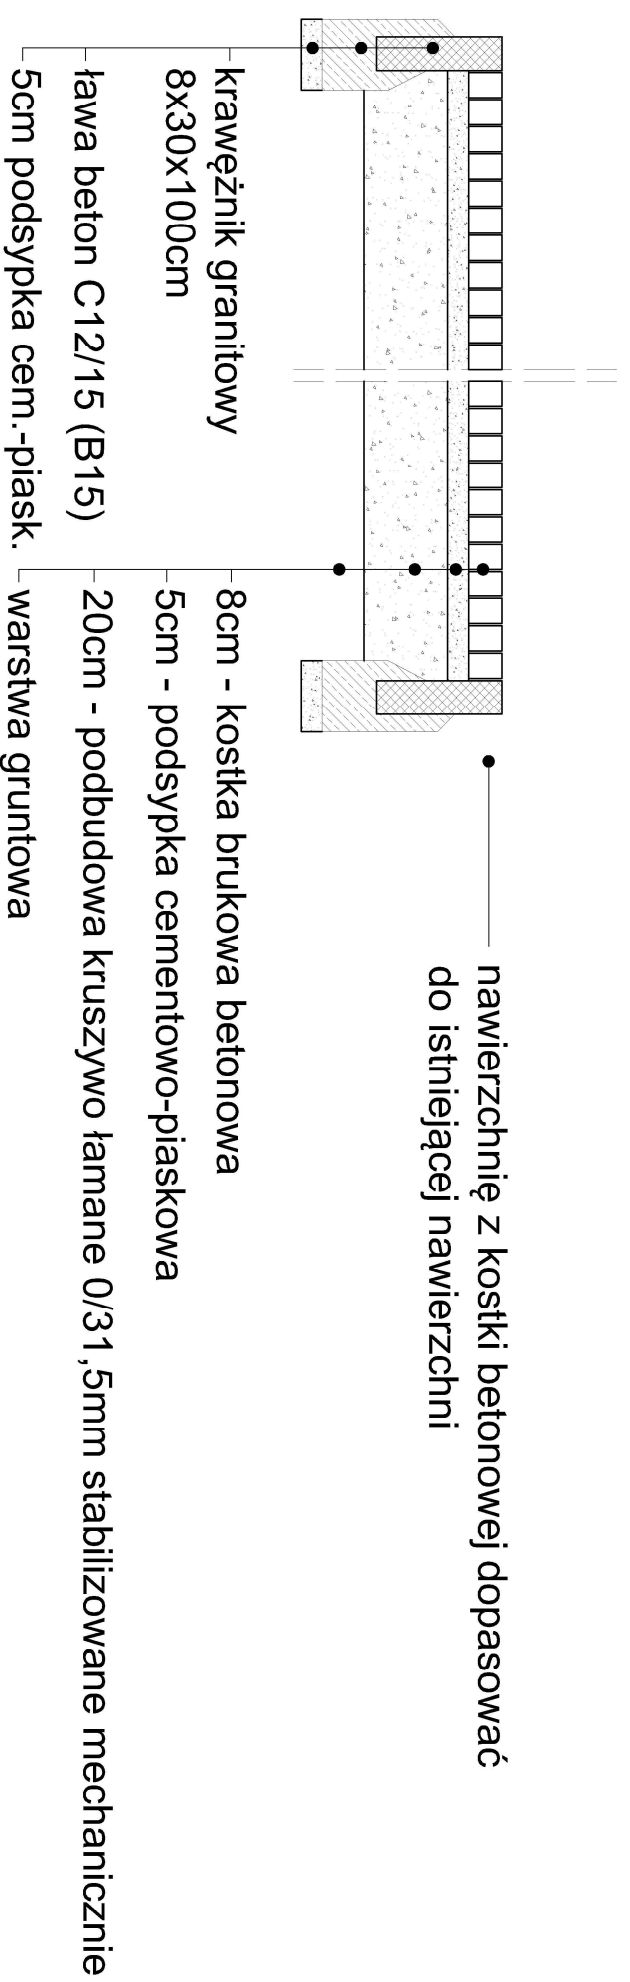 nawierzchnię z kostki betonowej dopasować
do istniejącej nawierzchni
krawężnik granitowy
8x30x100cm
ława beton C12/15 (B15)
5cm podsypka cem.-piask.
8cm - kostka brukowa betonowa
5cm - podsypka cementowo-piaskowa
20cm - podbudowa kruszywo łamane 0/31,5mm stabilizowane mechanicznie
warstwa gruntowa